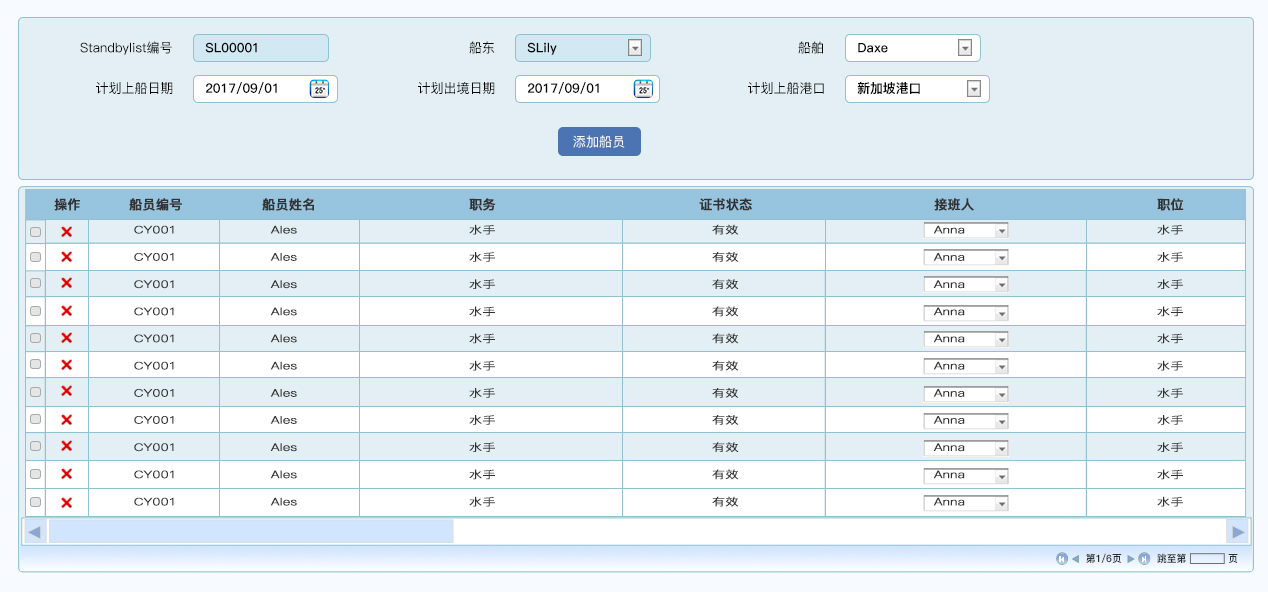 Standbylist编号 SL00001 船东 SLily 船舶 Daxe
计划上船日期 2017/09/01 25 计划出境日期 2017/09/01 25 计划上船港口 新加坡港口
添加船员
操作 船员编号 船员姓名 职务 证书状态 接班人 职位
CY001 Ales 水手 有效 Anna 水手
CY001 Ales 水手 有效 Anna 水手
CY001 Ales 水手 有效 Anna 水手
CY001 Ales 水手 有效 Anna 水手
CY001 Ales 水手 有效 Anna 水手
CY001 Ales 水手 有效 Anna 水手
CY001 Ales 水手 有效 Anna 水手
CY001 Ales 水手 有效 Anna 水手
CY001 Ales 水手 有效 Anna 水手
CY001 Ales 水手 有效 Anna 水手
CY001 Ales 水手 有效 Anna 水手
第1/6页 跳至第 页